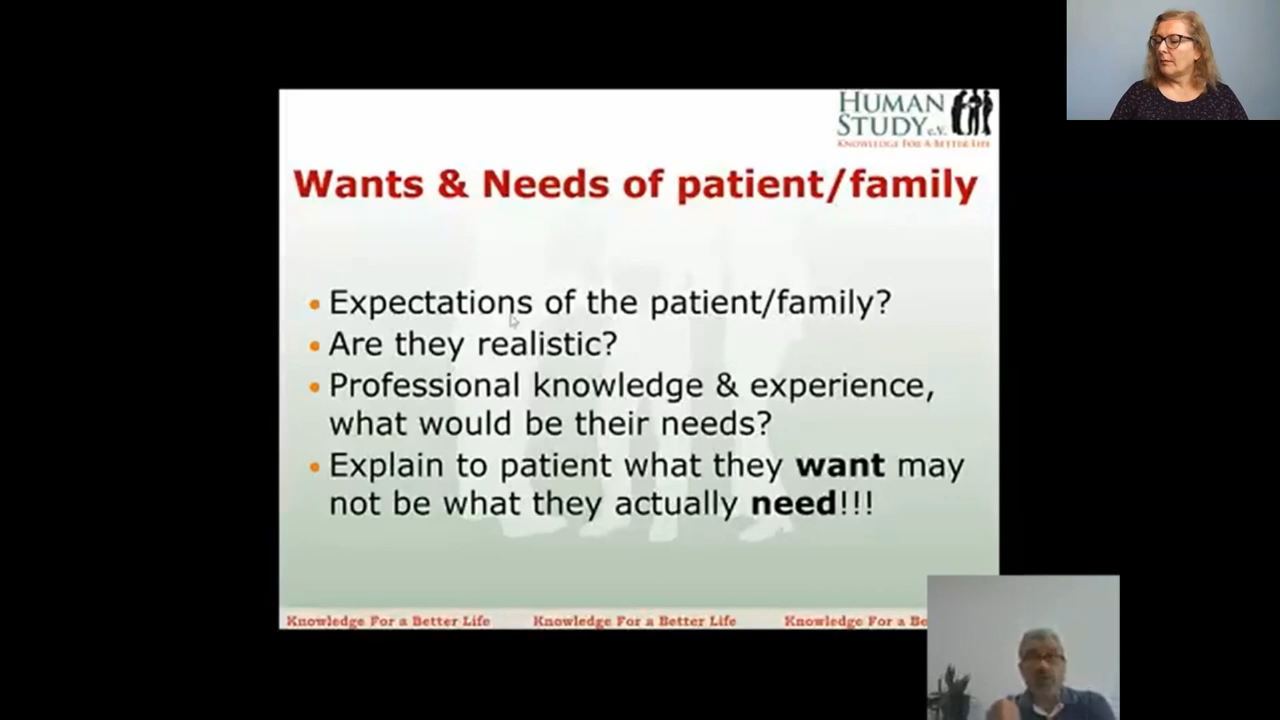 HUMAN
STUDY e.V.
KNOWLEDGE FOR A BETTER LIFE
Wants & Needs of patient/family
• Expectations of the patient/family?
• Are they realistic?
• Professional knowledge & experience,
what would be their needs?
• Explain to patient what they want may
not be what they actually need!!!
Knowledge For a Better Life Knowledge For a Better Life Knowledge For a Be